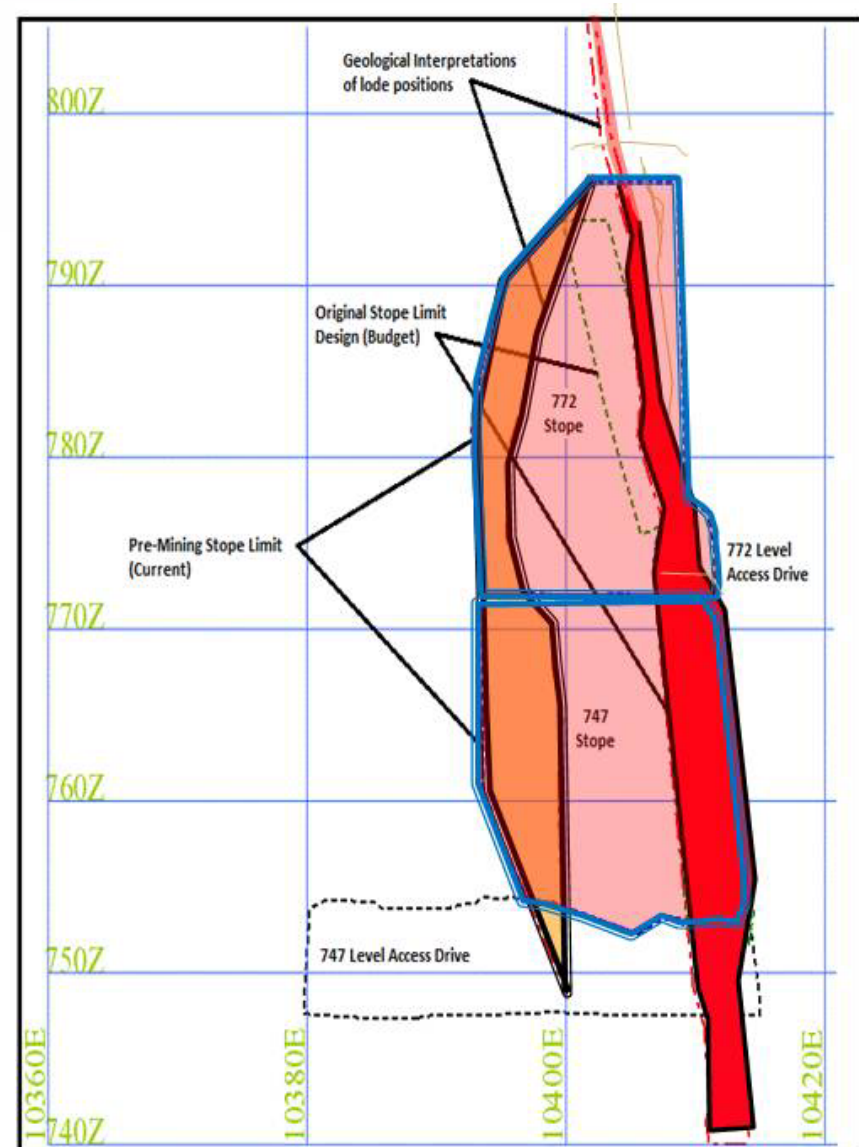 Geological Interpretations
of lode positions
800Z
790Z
Original Stope Limit
Design (Budget)
772
Stope
780Z
Pre-Mining Stope Limit
(Current)
772 Level
Access Drive
770Z
747
Stope
760Z
747 Level Access Drive
750Z
10360E
10380E
10400E
10420E
740Z